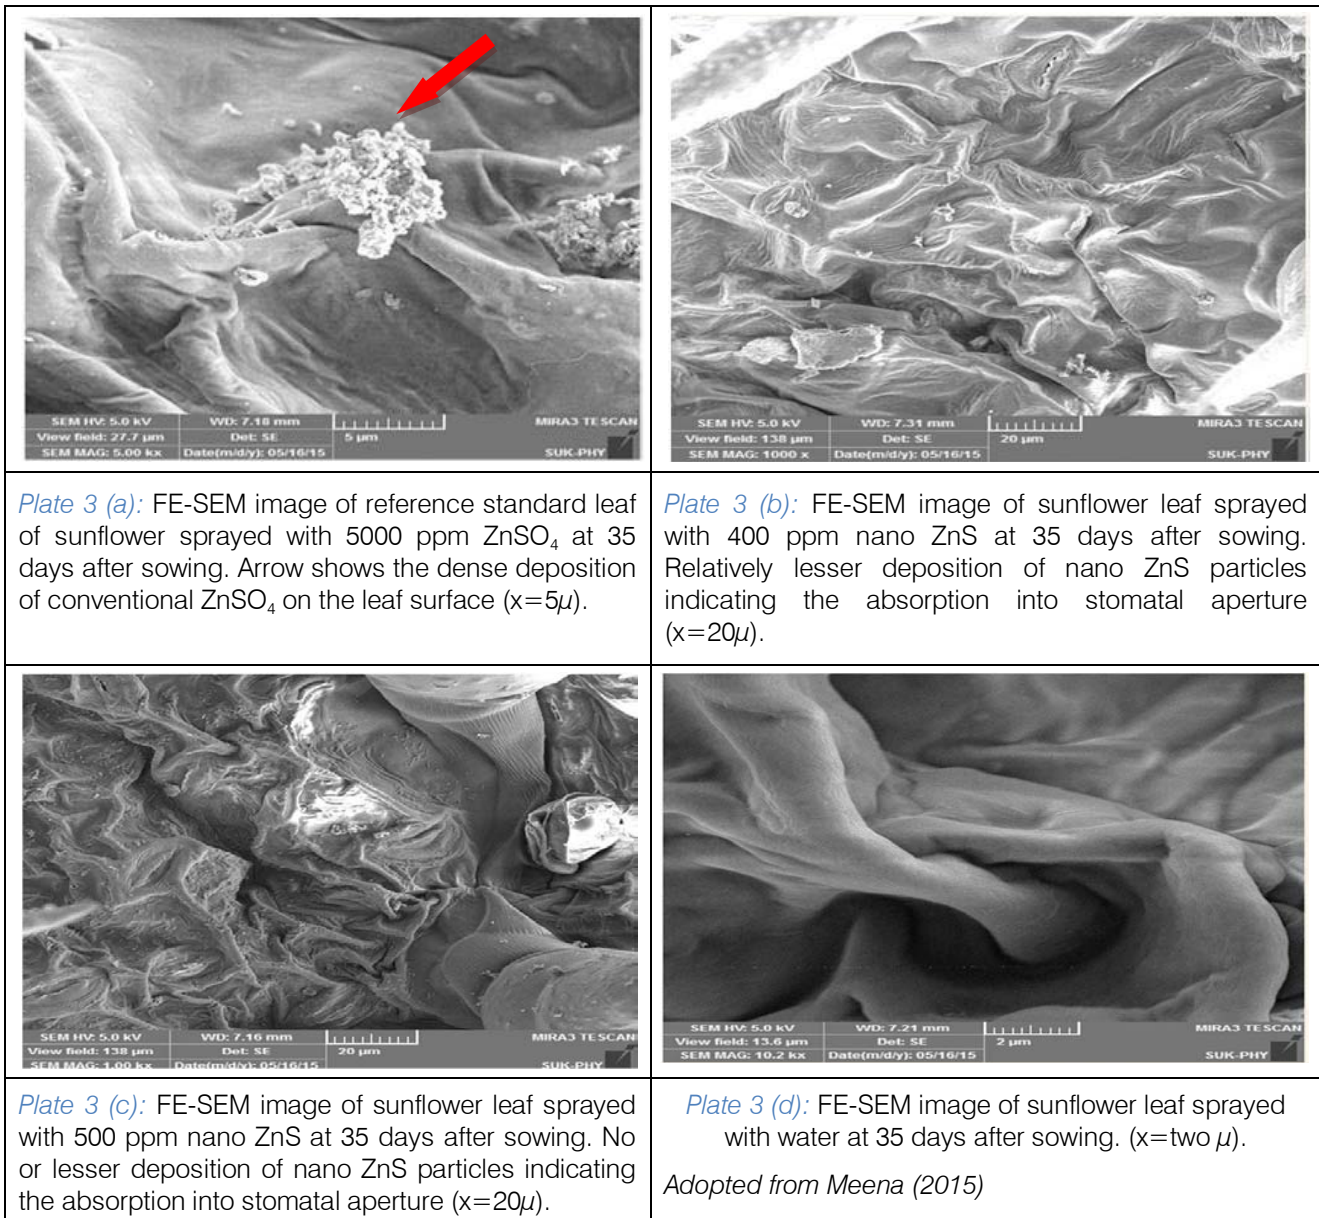 SEM HV: 5.0 kV
WD: 7.18 mm
MIRA3 TESCAN
View field: 27.7 µm
Det: SE
5 µm
SEM MAG: 5.00 kx
Date(m/d/y): 05/16/15
SUK-PHY
SEM HV: 5.0 kV
WD: 7.31 mm
MIRA3 TESCAN
View field: 138 µm
Det: SE
20 µm
SEM MAG: 1000 x
Date(m/d/y): 05/16/15
SUK-PHY
Plate 3 (a): FE-SEM image of reference standard leaf
of sunflower sprayed with 5000 ppm ZnSO₄ at 35
days after sowing. Arrow shows the dense deposition
of conventional ZnSO₄ on the leaf surface (x=5µ).
Plate 3 (b): FE-SEM image of sunflower leaf sprayed
with 400 ppm nano ZnS at 35 days after sowing.
Relatively lesser deposition of nano ZnS particles
indicating the absorption into stomatal aperture
(x=20µ).
SEM HV: 5.0 kV
WD: 7.16 mm
MIRA3 TESCAN
View field: 138 µm
Det: SE
20 µm
SEM MAG: 1.00 kx
Date(m/d/y): 05/16/15
SUK-PHY
SEM HV: 5.0 kV
WD: 7.21 mm
MIRA3 TESCAN
View field: 13.6 µm
Det: SE
2 µm
SEM MAG: 10.2 kx
Date(m/d/y): 05/16/15
SUK-PHY
Plate 3 (c): FE-SEM image of sunflower leaf sprayed
with 500 ppm nano ZnS at 35 days after sowing. No
or lesser deposition of nano ZnS particles indicating
the absorption into stomatal aperture (x=20µ).
Plate 3 (d): FE-SEM image of sunflower leaf sprayed
with water at 35 days after sowing. (x=two µ).
Adopted from Meena (2015)